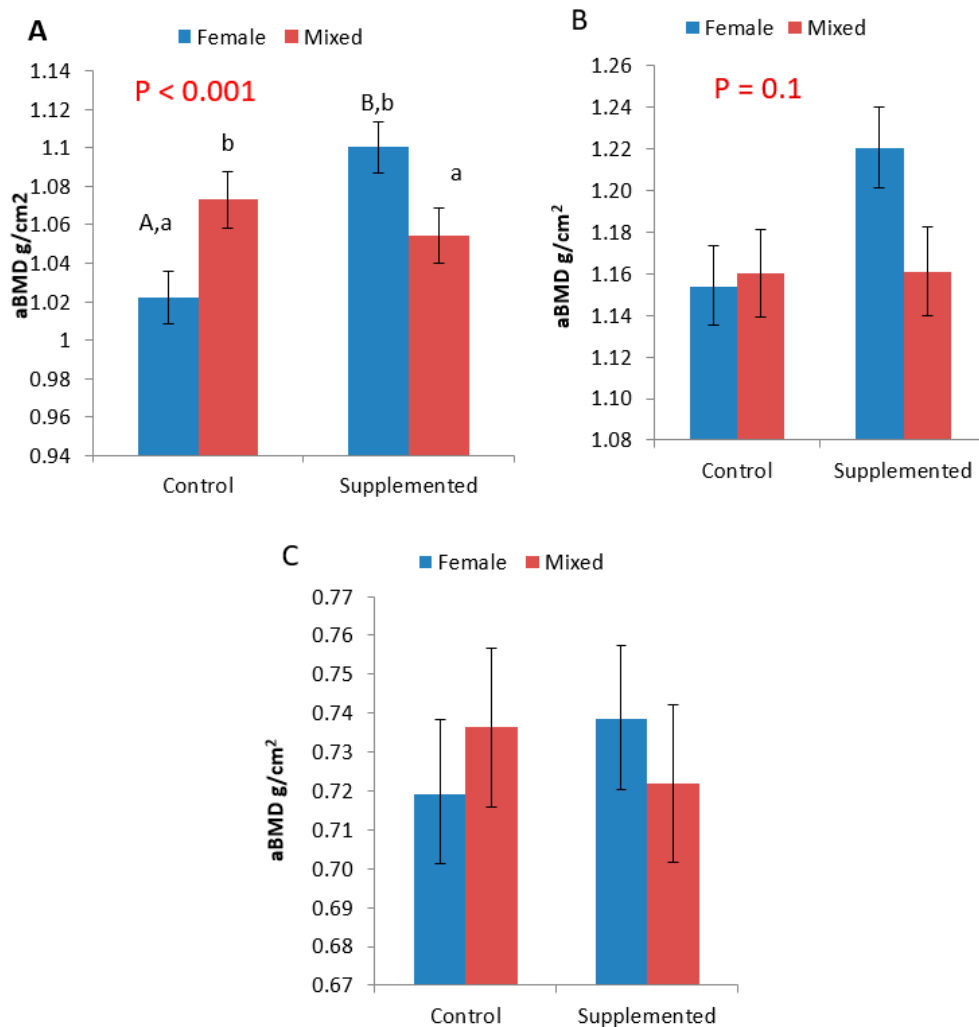 A
Female Mixed
1.14
1.12
1.1
1.08
1.06
1.04
1.02
1
0.98
0.96
0.94
aBMD g/cm2
P < 0.001
A,a
b
B,b
a
Control Supplemented
B
Female Mixed
1.26
1.24
1.22
1.20
1.18
1.16
1.14
1.12
1.10
1.08
aBMD g/cm²
P = 0.1
Control Supplemented
C
Female Mixed
0.77
0.76
0.75
0.74
0.73
0.72
0.71
0.70
0.69
0.68
0.67
aBMD g/cm²
Control Supplemented